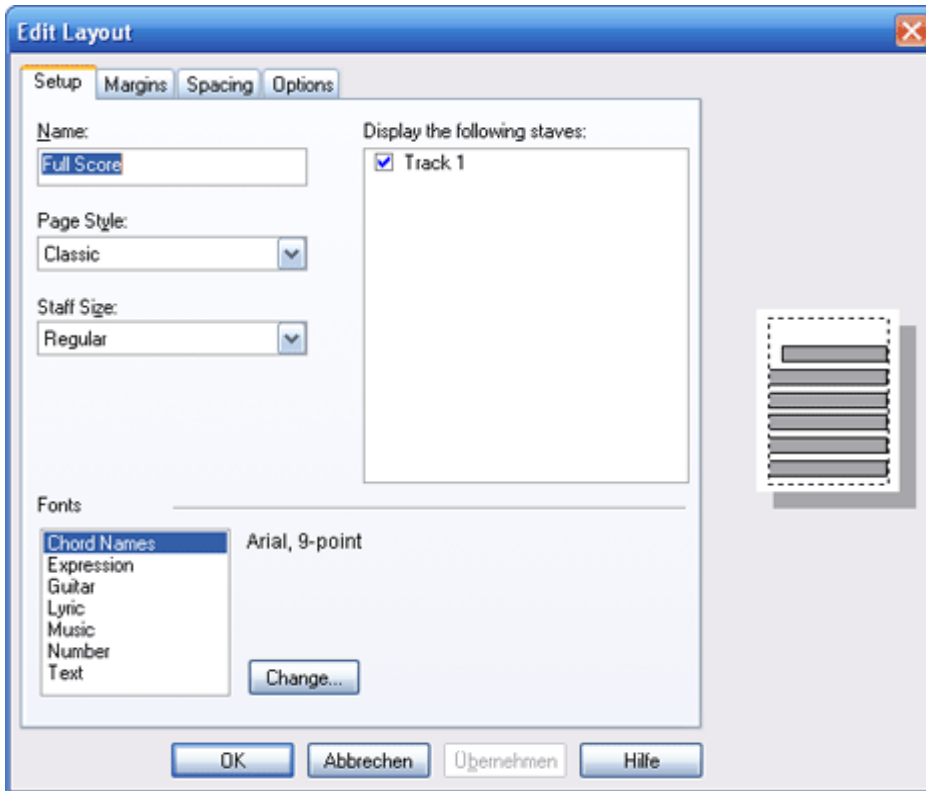 Edit Layout
Setup Margins Spacing Options
Name:
Full Score
Page Style:
Classic
Staff Size:
Regular
Display the following staves:
Track 1
Fonts
Chord Names
Expression
Guitar
Lyric
Music
Number
Text
Arial, 9-point
Change...
OK Abbrechen Übernehmen Hilfe